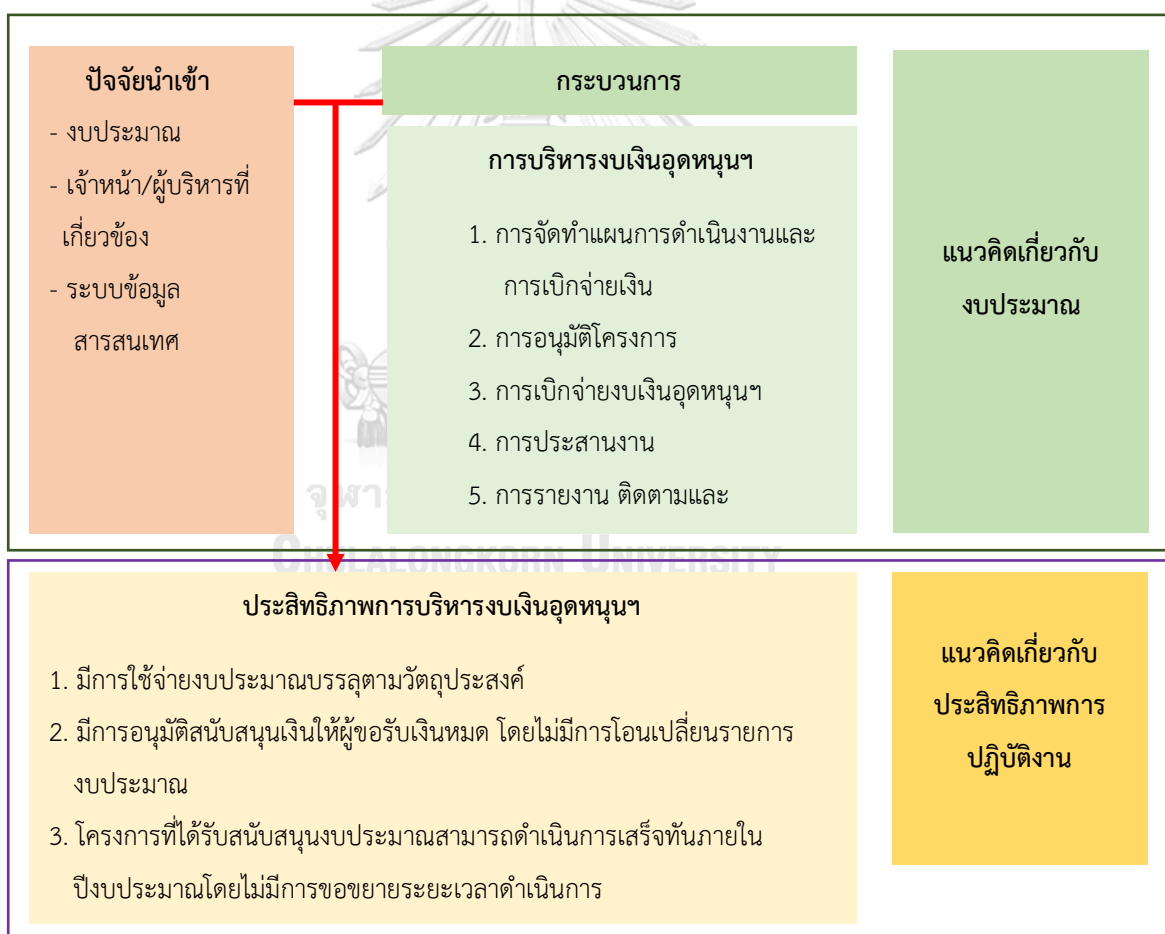 ปัจจัยนำเข้า
- งบประมาณ
- เจ้าหน้า/ผู้บริหารที่
เกี่ยวข้อง
- ระบบข้อมูล
สารสนเทศ
กระบวนการ
การบริหารงบเงินอุดหนุนฯ
1. การจัดทำแผนการดำเนินงานและ
การเบิกจ่ายเงิน
2. การอนุมัติโครงการ
3. การเบิกจ่ายงบเงินอุดหนุนฯ
4. การประสานงาน
5. การรายงาน ติดตามและ
แนวคิดเกี่ยวกับ
งบประมาณ
จุฬา
CHULALONGKORN UNIVERSITY
ประสิทธิภาพการบริหารงบเงินอุดหนุนฯ
1. มีการใช้จ่ายงบประมาณบรรลุตามวัตถุประสงค์
2. มีการอนุมัติสนับสนุนเงินให้ผู้ขอรับเงินหมด โดยไม่มีการโอนเปลี่ยนรายการ
งบประมาณ
3. โครงการที่ได้รับสนับสนุนงบประมาณสามารถดำเนินการเสร็จทันภายใน
ปีงบประมาณโดยไม่มีการขอขยายระยะเวลาดำเนินการ
แนวคิดเกี่ยวกับ
ประสิทธิภาพการ
ปฏิบัติงาน